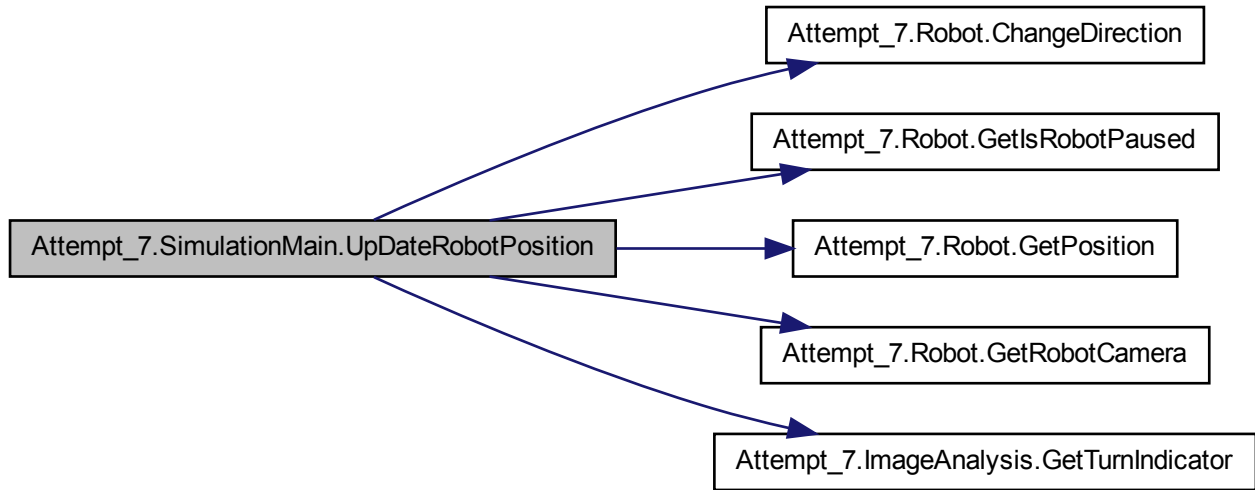 Attempt_7.Robot.ChangeDirection
Attempt_7.Robot.GetIsRobotPaused
Attempt_7.SimulationMain.UpDateRobotPosition
Attempt_7.Robot.GetPosition
Attempt_7.Robot.GetRobotCamera
Attempt_7.ImageAnalysis.GetTurnIndicator